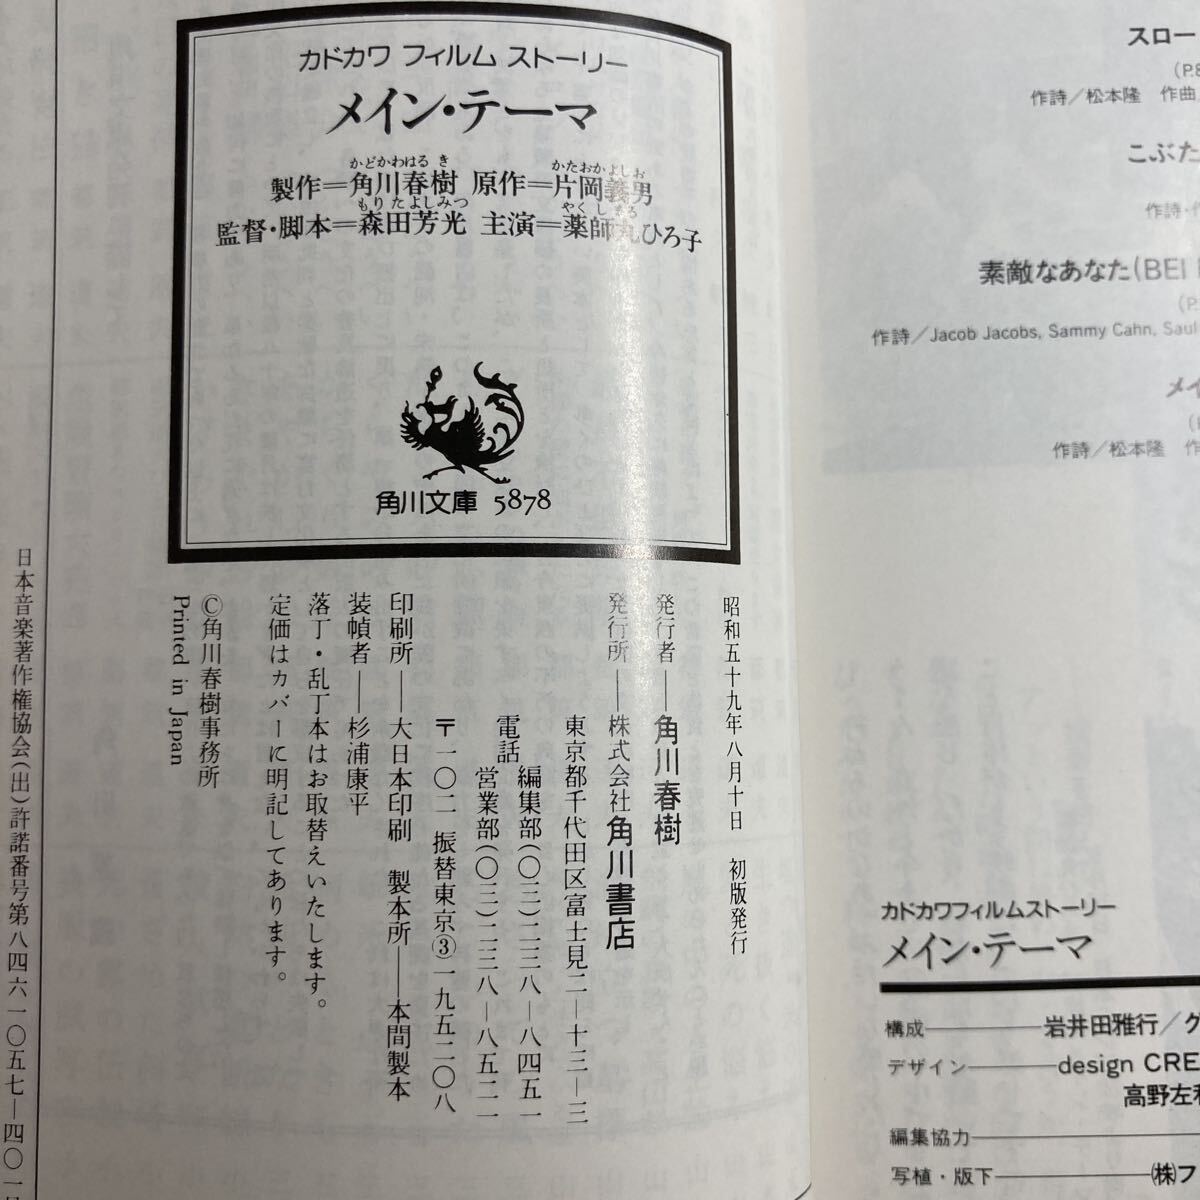 カドカワ フィルム ストーリー
メイン・テーマ
かどかわはる き　かたおかよしお
製作＝角川春樹 原作＝片岡義男
もり たよしみつ　やく し まる
監督・脚本＝森田芳光 主演＝薬師丸ひろ子
角川文庫 5878
昭和五十九年八月十日 初版発行
発行者――角川春樹
発行所――株式会社 角川書店
東京都千代田区富士見二―十三―三
電話 編集部(〇三)二三八―八四五一
営業部(〇三)二三八―八五二一
〒一〇二 振替東京③一九五二〇八
印刷所――大日本印刷 製本所――本間製本
装幀者――杉浦康平
落丁・乱丁本はお取替えいたします。
定価はカバーに明記してあります。
©角川春樹事務所
Printed in Japan
日本音楽著作権協会(出)許諾番号第八四六一〇五七―四〇一号
スロー
(P.8
作詩／松本隆 作曲
こぶた
作詩・作
素敵なあなた(BEI
(P.
作詩／Jacob Jacobs, Sammy Cahn, Saul
メイ
作詩／松本隆 作
カドカワフィルムストーリー
メイン・テーマ
構成――岩井田雅行／グ
デザイン――design CRE
高野左和
編集協力――
写植・版下――㈱フ